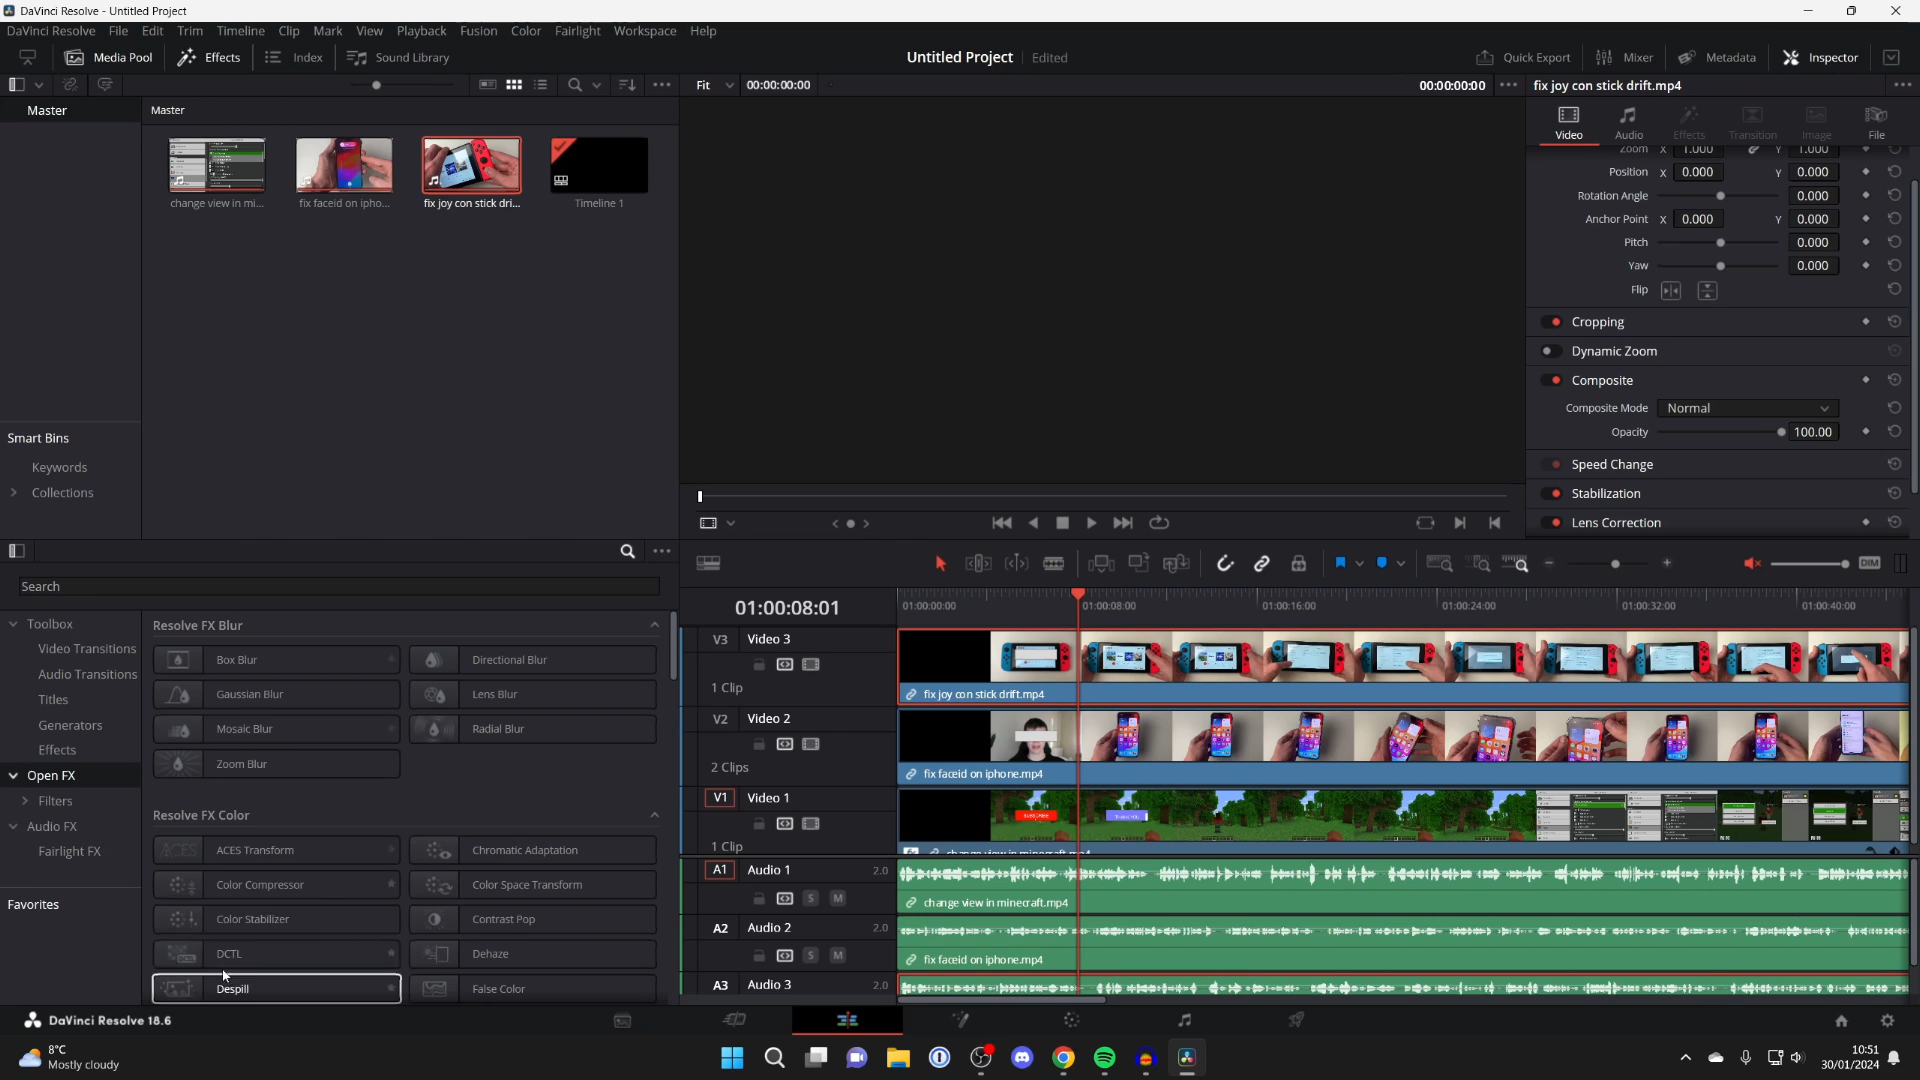 DaVinci Resolve - Untitled Project
DaVinci Resolve File Edit Trim Timeline Clip Mark View Playback Fusion Color Fairlight Workspace Help
Media Pool Effects Index Sound Library Untitled Project Edited Quick Export Mixer Metadata Inspector
Fit 00:00:00:00 00:00:00:00 fix joy con stick drift.mp4
Master Master
change view in mi... fix faceid on ipho... fix joy con stick dri... Timeline 1
Video Audio Effects Transition Image File
Zoom X 1.000 Y 1.000
Position X 0.000 Y 0.000
Rotation Angle 0.000
Anchor Point X 0.000 Y 0.000
Pitch 0.000
Yaw 0.000
Flip
Cropping
Dynamic Zoom
Composite
Composite Mode Normal
Opacity 100.00
Speed Change
Stabilization
Lens Correction
Smart Bins
Keywords
Collections
Search
Toolbox
Video Transitions
Audio Transitions
Titles
Generators
Effects
Open FX
Filters
Audio FX
Fairlight FX
Favorites
Resolve FX Blur
Box Blur Directional Blur
Gaussian Blur Lens Blur
Mosaic Blur Radial Blur
Zoom Blur
Resolve FX Color
ACES Transform Chromatic Adaptation
Color Compressor Color Space Transform
Color Stabilizer Contrast Pop
DCTL Dehaze
Despill False Color
DIM
01:00:08:01 01:00:00:00 01:00:08:00 01:00:16:00 01:00:24:00 01:00:32:00 01:00:40:00
V3 Video 3
1 Clip
fix joy con stick drift.mp4
V2 Video 2
2 Clips
fix faceid on iphone.mp4
V1 Video 1
SUBSCRIBE
1 Clip
change view in minecraft.mp4
A1 Audio 1 2.0
S M
change view in minecraft.mp4
A2 Audio 2 2.0
S M
fix faceid on iphone.mp4
A3 Audio 3 2.0
DaVinci Resolve 18.6
8°C
Mostly cloudy
10:51
30/01/2024